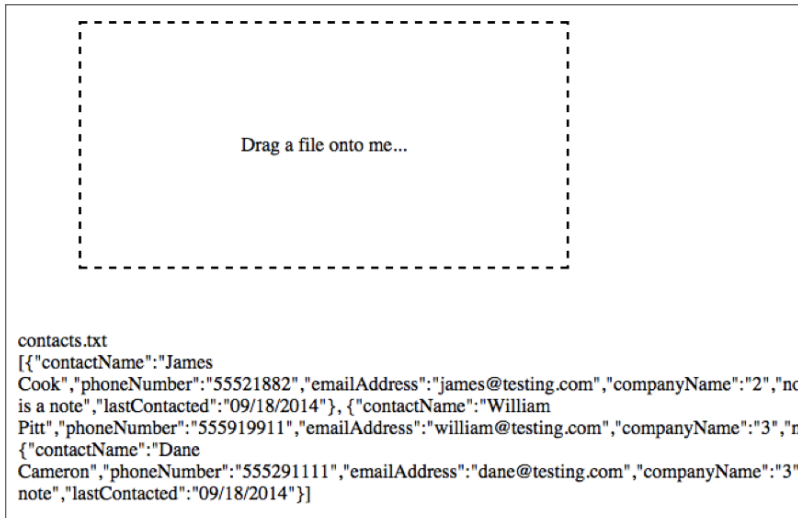 Drag a file onto me...
contacts.txt
[{"contactName":"James
Cook","phoneNumber":"55521882","emailAddress":"james@testing.com","companyName":"2","no
is a note","lastContacted":"09/18/2014"}, {"contactName":"William
Pitt","phoneNumber":"555919911","emailAddress":"william@testing.com","companyName":"3","n
{"contactName":"Dane
Cameron","phoneNumber":"555291111","emailAddress":"dane@testing.com","companyName":"3"
note","lastContacted":"09/18/2014"}]